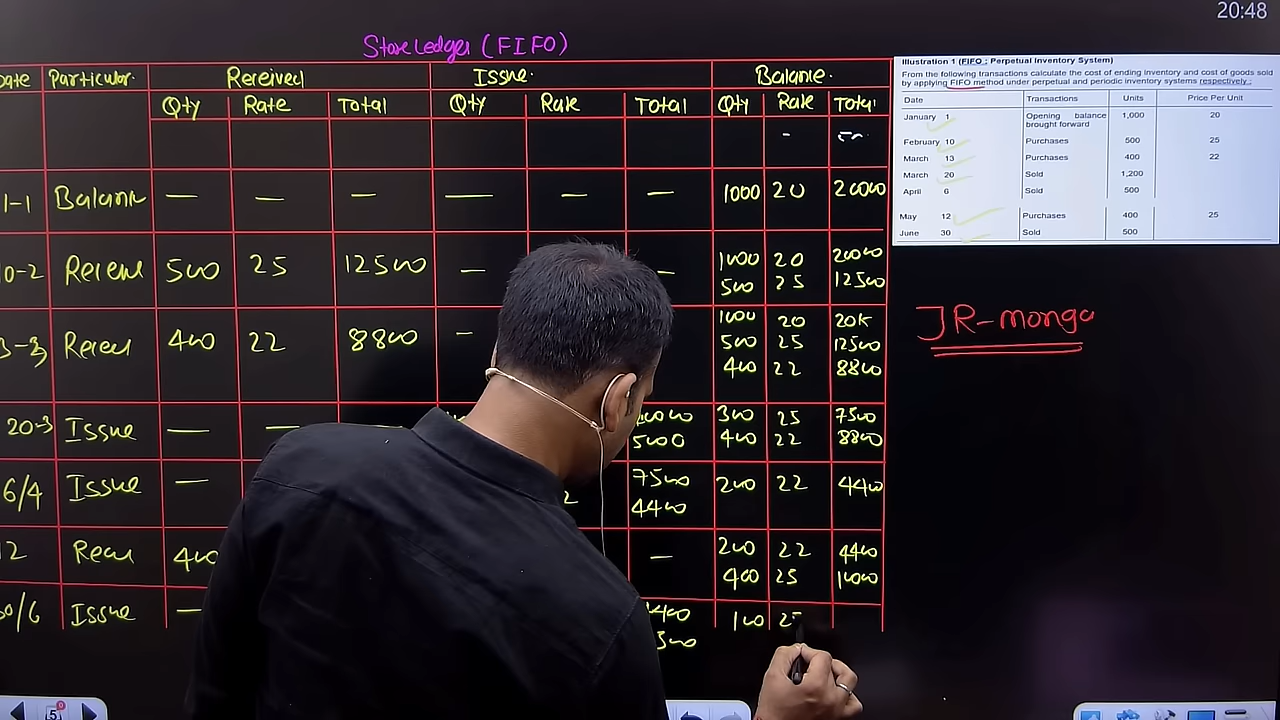 20:48
Store Ledger (FIFO)
Date Particular Received Issue Balance
Qty Rate Total Qty Rate Total Qty Rate Total
1-1 Balance — — — — — — 1000 20 20000
10-2 Receive 500 25 12500 — — 1000 20 20000
500 25 12500
3-3 Receive 400 22 8800 — 1000 20 20K
500 25 12500
400 22 8800
20-3 Issue — — 300 25 7500
5000 400 22 8800
6/4 Issue — 2 7500 200 22 4400
4400
12 Receive 400 — 200 22 4400
400 25 10000
30/6 Issue — 4400 100 25
Illustration 1 (FIFO : Perpetual Inventory System)
From the following transactions calculate the cost of ending inventory and cost of goods sold
by applying FIFO method under perpetual and periodic inventory systems respectively :
Date Transactions Units Price Per Unit
January 1 Opening balance 1,000 20
brought forward
February 10 Purchases 500 25
March 13 Purchases 400 22
March 20 Sold 1,200
April 6 Sold 500
May 12 Purchases 400 25
June 30 Sold 500
JR-monga
5